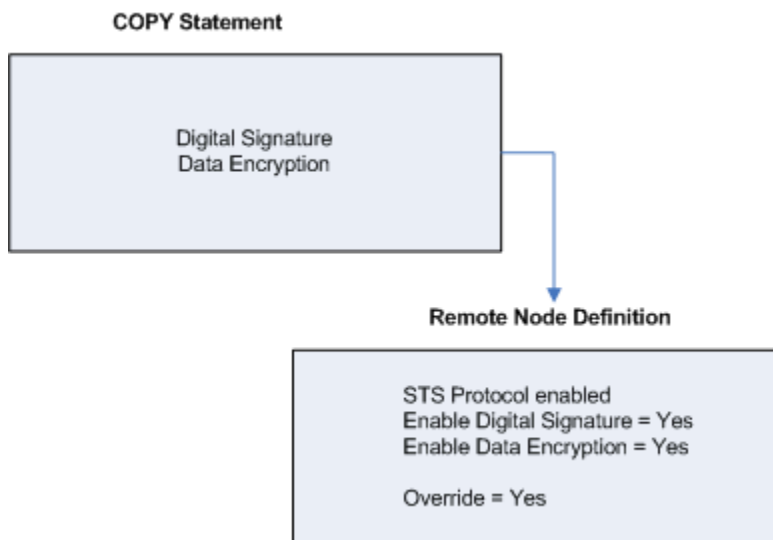 COPY Statement
Digital Signature
Data Encryption
Remote Node Definition
STS Protocol enabled
Enable Digital Signature = Yes
Enable Data Encryption = Yes
Override = Yes